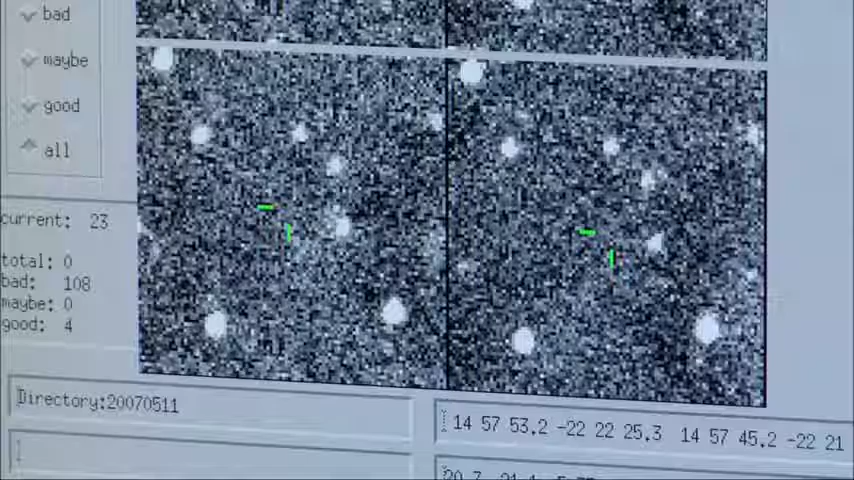 bad
maybe
good
all
current: 23
total: 0
bad: 108
maybe: 0
good: 4
Directory:20070511
14 57 53.2 -22 22 25.3 14 57 45.2 -22 21